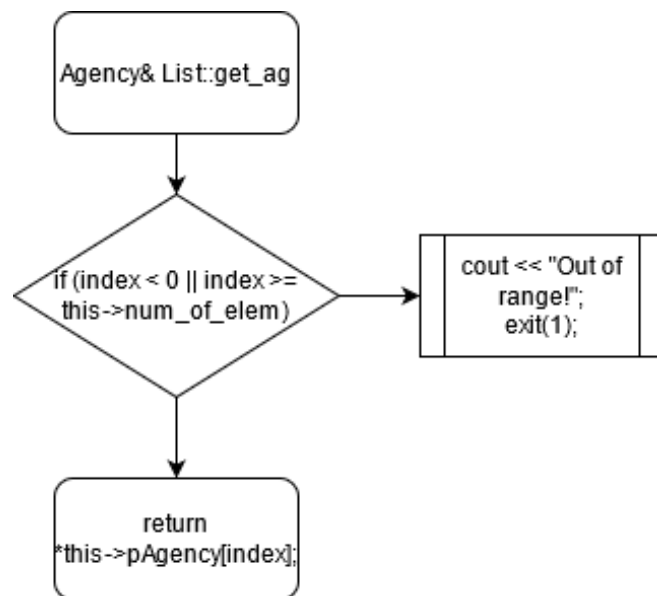 Agency& List::get_ag
if (index < 0 || index >=
this->num_of_elem)
cout << "Out of
range!";
exit(1);
return
*this->pAgency[index];